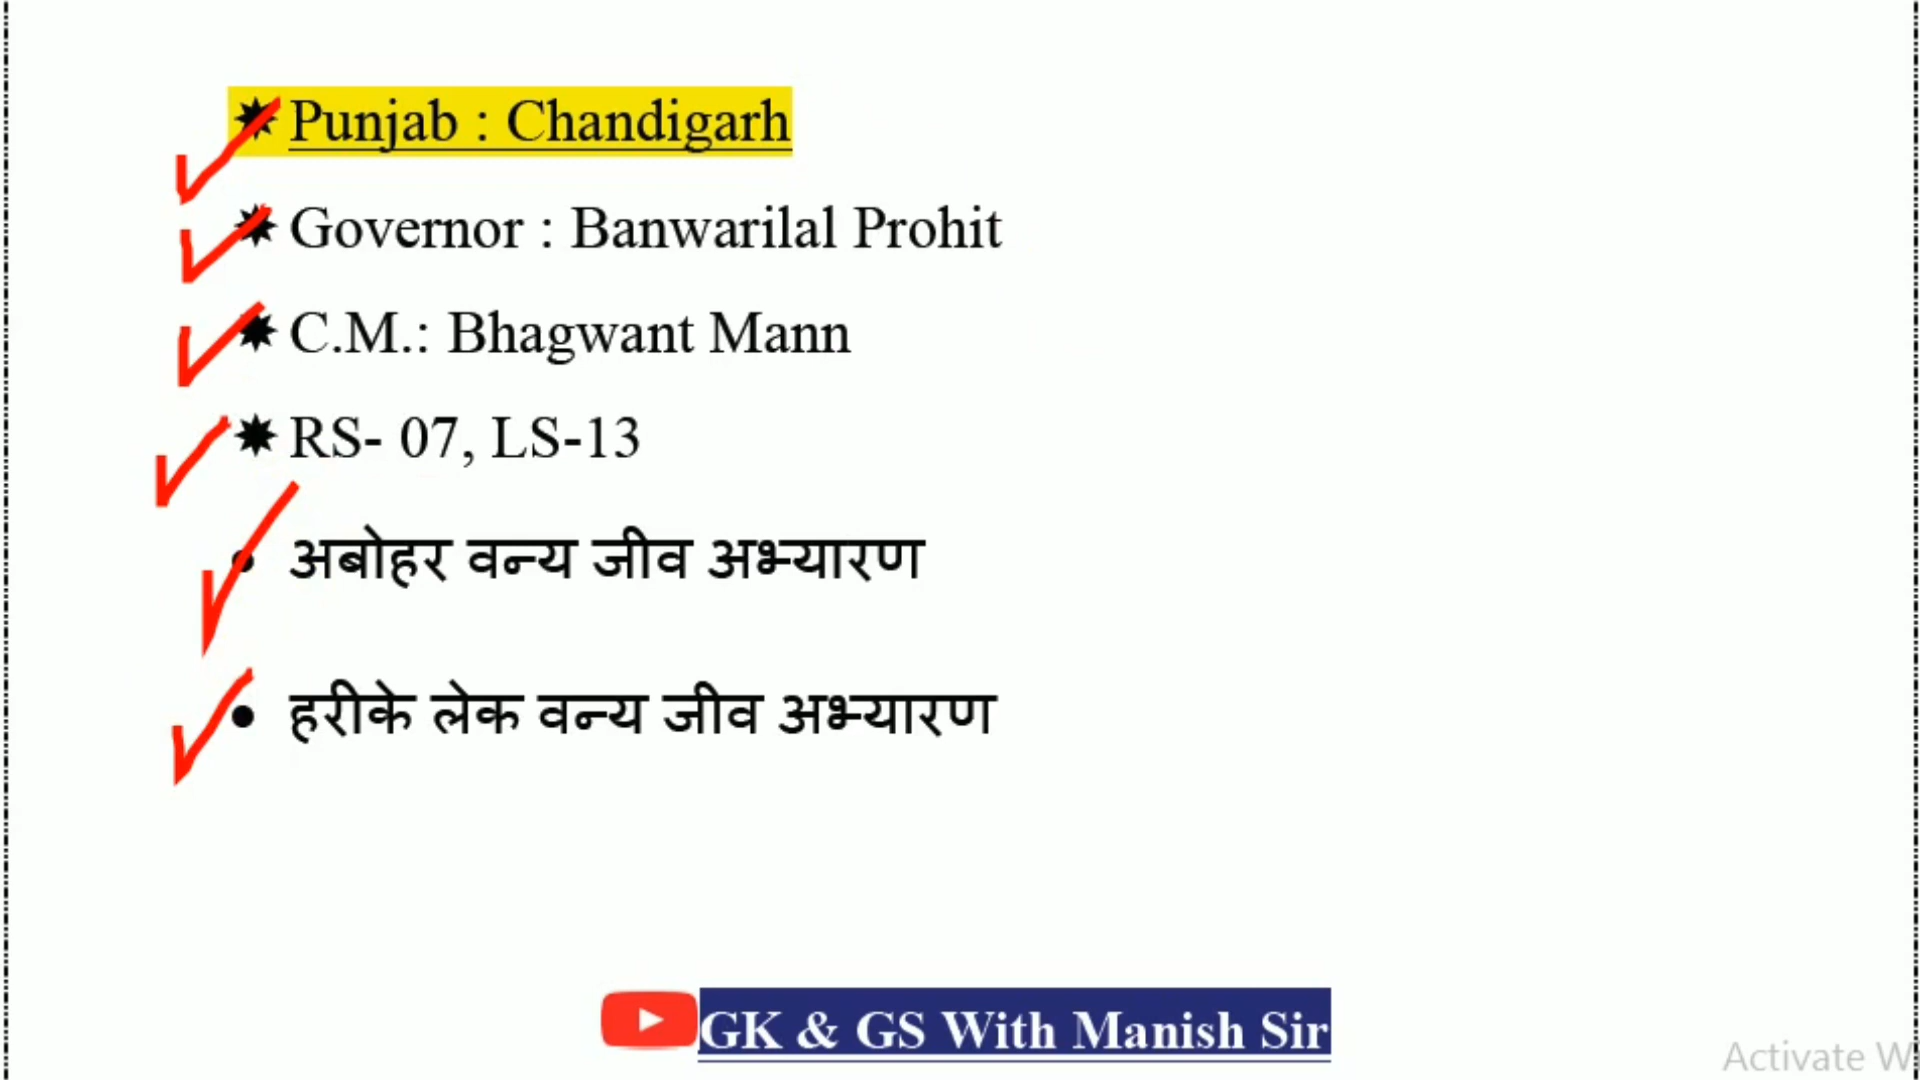 Punjab : Chandigarh
Governor : Banwarilal Prohit
C.M.: Bhagwant Mann
RS- 07, LS-13
अबोहर वन्य जीव अभ्यारण
हरीके लेक वन्य जीव अभ्यारण
GK & GS With Manish Sir
Activate W